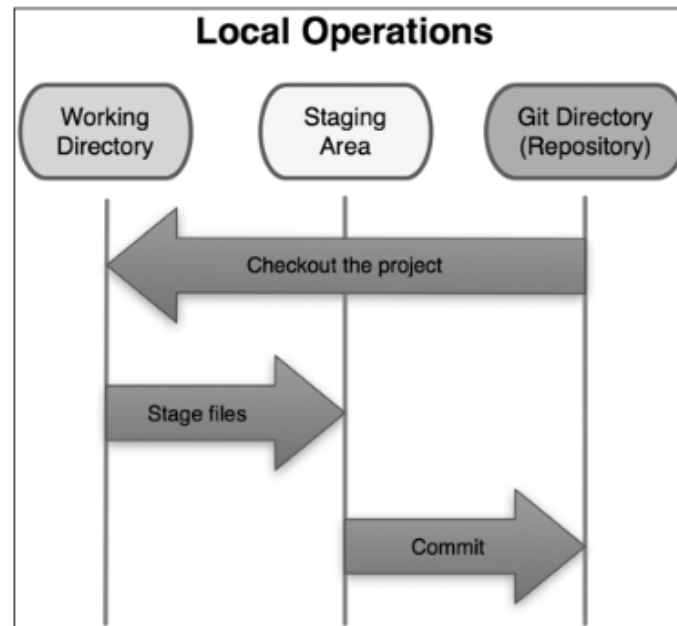 Local Operations
Working
Directory
Staging
Area
Git Directory
(Repository)
Checkout the project
Stage files
Commit